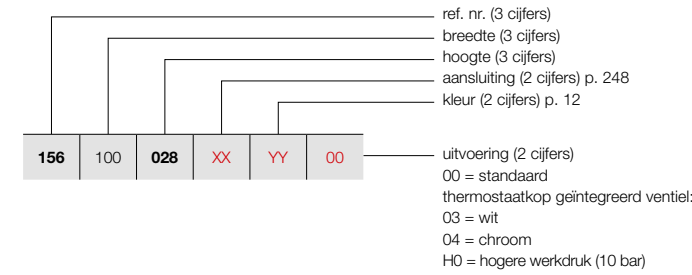 ref. nr. (3 cijfers)
breedte (3 cijfers)
hoogte (3 cijfers)
aansluiting (2 cijfers) p. 248
kleur (2 cijfers) p. 12
156 100 028 XX YY 00
uitvoering (2 cijfers)
00 = standaard
thermostaatkop geïntegreerd ventiel:
03 = wit
04 = chroom
H0 = hogere werkdruk (10 bar)